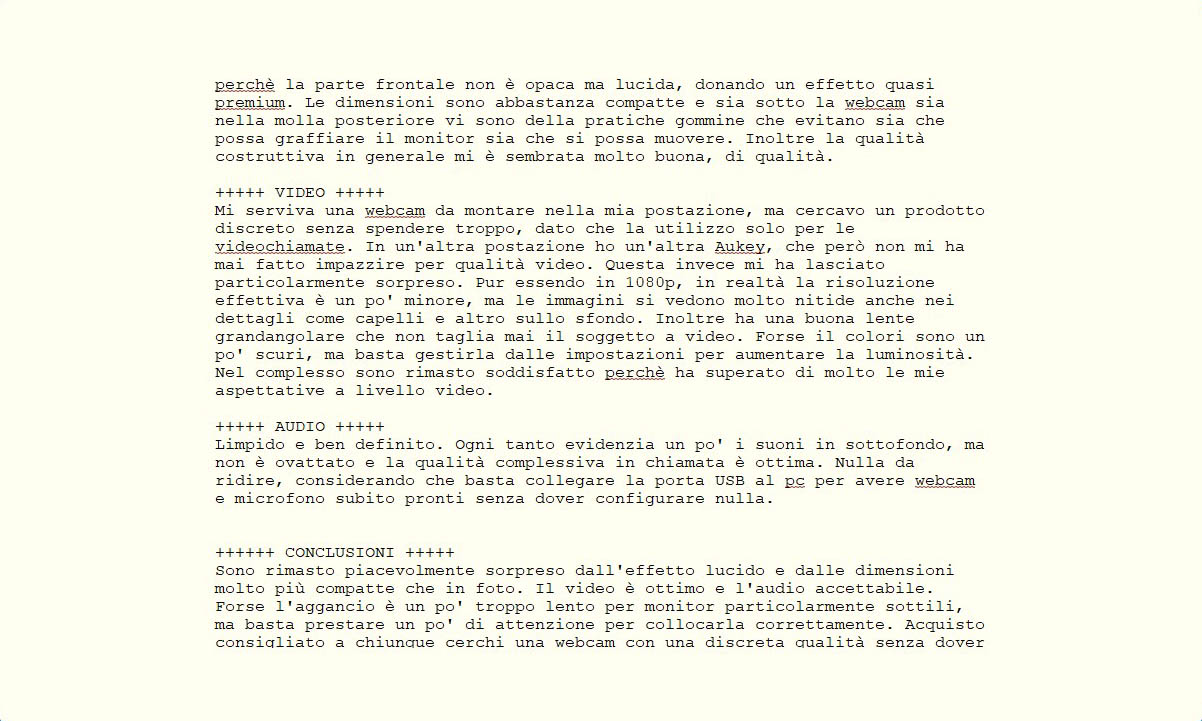 perchè la parte frontale non è opaca ma lucida, donando un effetto quasi
premium. Le dimensioni sono abbastanza compatte e sia sotto la webcam sia
nella molla posteriore vi sono della pratiche gommine che evitano sia che
possa graffiare il monitor sia che si possa muovere. Inoltre la qualità
costruttiva in generale mi è sembrata molto buona, di qualità.
+++++ VIDEO +++++
Mi serviva una webcam da montare nella mia postazione, ma cercavo un prodotto
discreto senza spendere troppo, dato che la utilizzo solo per le
videochiamate. In un'altra postazione ho un'altra Aukey, che però non mi ha
mai fatto impazzire per qualità video. Questa invece mi ha lasciato
particolarmente sorpreso. Pur essendo in 1080p, in realtà la risoluzione
effettiva è un po' minore, ma le immagini si vedono molto nitide anche nei
dettagli come capelli e altro sullo sfondo. Inoltre ha una buona lente
grandangolare che non taglia mai il soggetto a video. Forse il colori sono un
po' scuri, ma basta gestirla dalle impostazioni per aumentare la luminosità.
Nel complesso sono rimasto soddisfatto perchè ha superato di molto le mie
aspettative a livello video.
+++++ AUDIO +++++
Limpido e ben definito. Ogni tanto evidenzia un po' i suoni in sottofondo, ma
non è ovattato e la qualità complessiva in chiamata è ottima. Nulla da
ridire, considerando che basta collegare la porta USB al pc per avere webcam
e microfono subito pronti senza dover configurare nulla.
++++++ CONCLUSIONI +++++
Sono rimasto piacevolmente sorpreso dall'effetto lucido e dalle dimensioni
molto più compatte che in foto. Il video è ottimo e l'audio accettabile.
Forse l'aggancio è un po' troppo lento per monitor particolarmente sottili,
ma basta prestare un po' di attenzione per collocarla correttamente. Acquisto
consigliato a chiunque cerchi una webcam con una discreta qualità senza dover